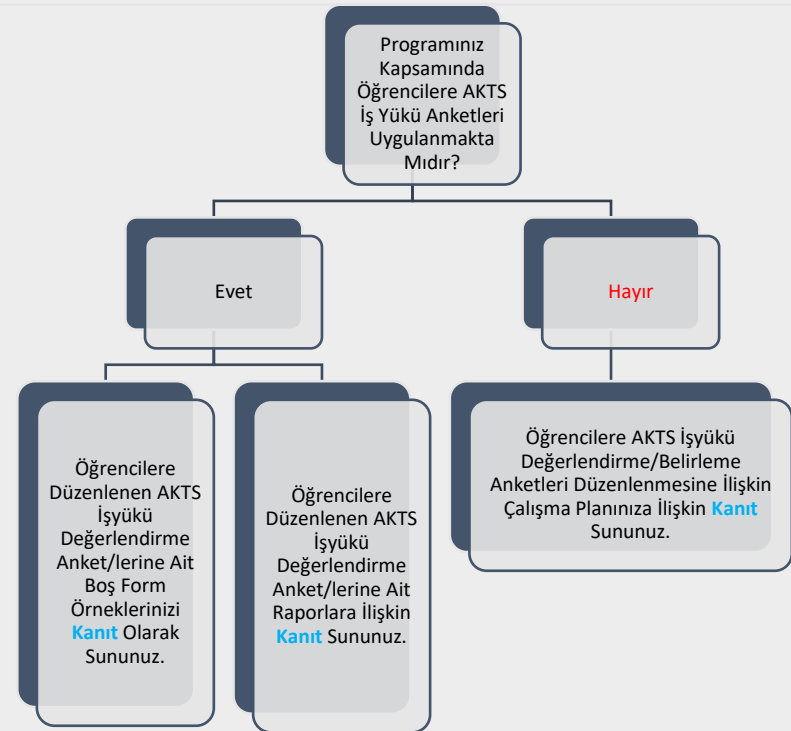 Programınız
Kapsamında
Öğrencilere AKTS
İş Yükü Anketleri
Uygulanmakta
Mıdır?
Evet
Hayır
Öğrencilere
Düzenlenen AKTS
İşyükü
Değerlendirme
Anket/lerine Ait
Boş Form
Örneklerinizi
Kanıt Olarak
Sununuz.
Öğrencilere
Düzenlenen AKTS
İşyükü
Değerlendirme
Anket/lerine Ait
Raporlara İlişkin
Kanıt Sununuz.
Öğrencilere AKTS İşyükü
Değerlendirme/Belirleme
Anketleri Düzenlenmesine İlişkin
Çalışma Planınıza İlişkin Kanıt
Sununuz.